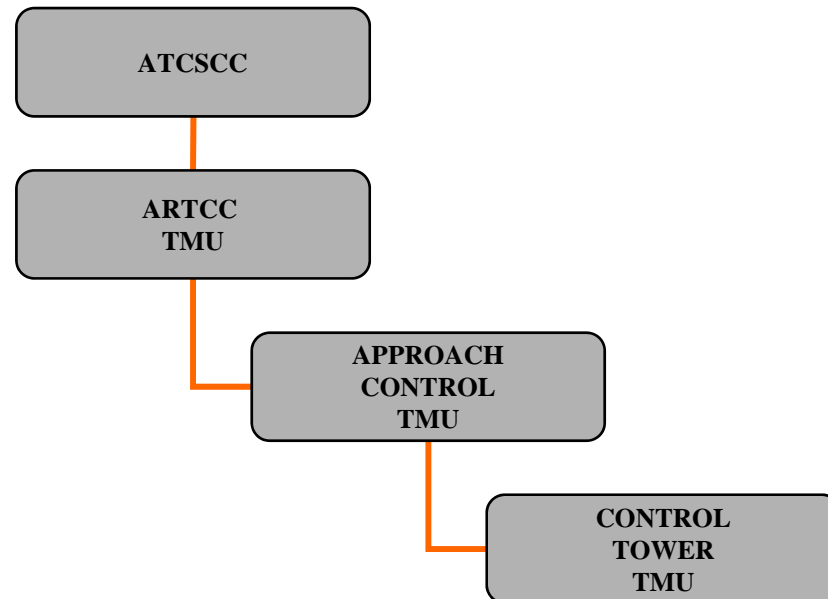 ATCSCC
ARTCC
TMU
APPROACH
CONTROL
TMU
CONTROL
TOWER
TMU